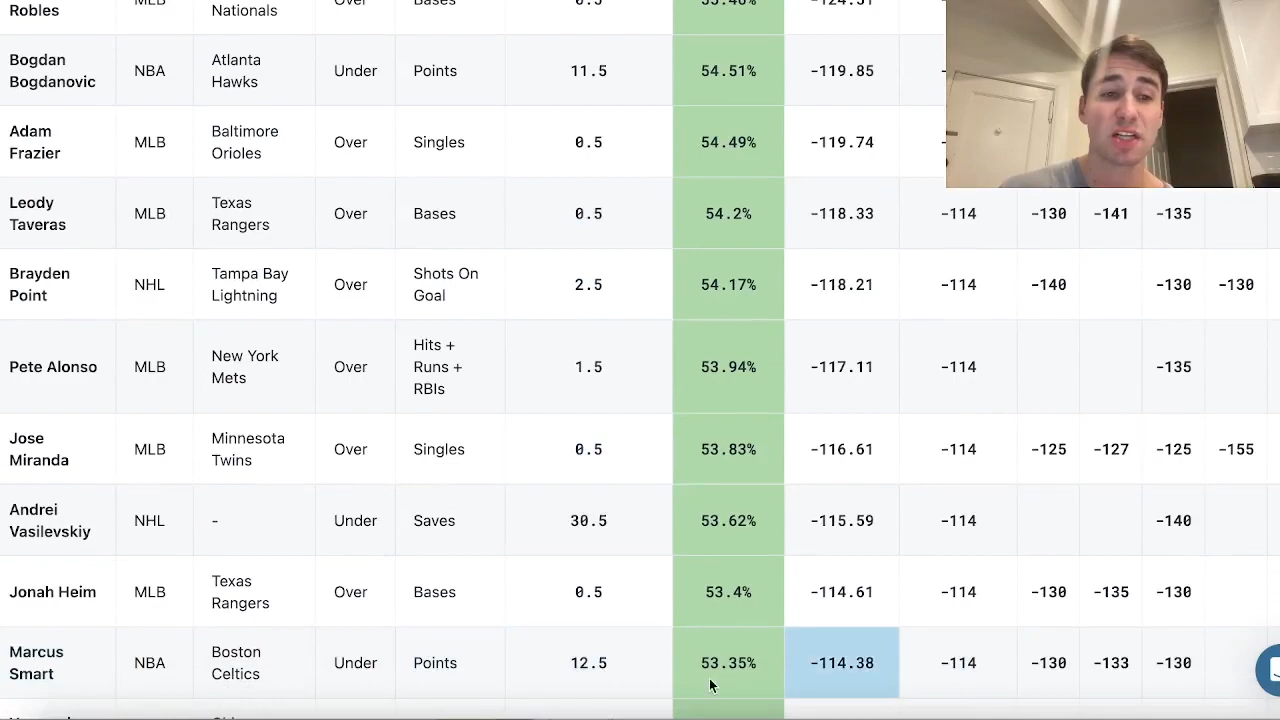 Robles MLB Nationals Over Bases 0.5 -124.51
Bogdan Bogdanovic NBA Atlanta Hawks Under Points 11.5 54.51% -119.85
Adam Frazier MLB Baltimore Orioles Over Singles 0.5 54.49% -119.74
Leody Taveras MLB Texas Rangers Over Bases 0.5 54.2% -118.33 -114 -130 -141 -135
Brayden Point NHL Tampa Bay Lightning Over Shots On Goal 2.5 54.17% -118.21 -114 -140 -130 -130
Pete Alonso MLB New York Mets Over Hits + Runs + RBIs 1.5 53.94% -117.11 -114 -135
Jose Miranda MLB Minnesota Twins Over Singles 0.5 53.83% -116.61 -114 -125 -127 -125 -155
Andrei Vasilevskiy NHL - Under Saves 30.5 53.62% -115.59 -114 -140
Jonah Heim MLB Texas Rangers Over Bases 0.5 53.4% -114.61 -114 -130 -135 -130
Marcus Smart NBA Boston Celtics Under Points 12.5 53.35% -114.38 -114 -130 -133 -130